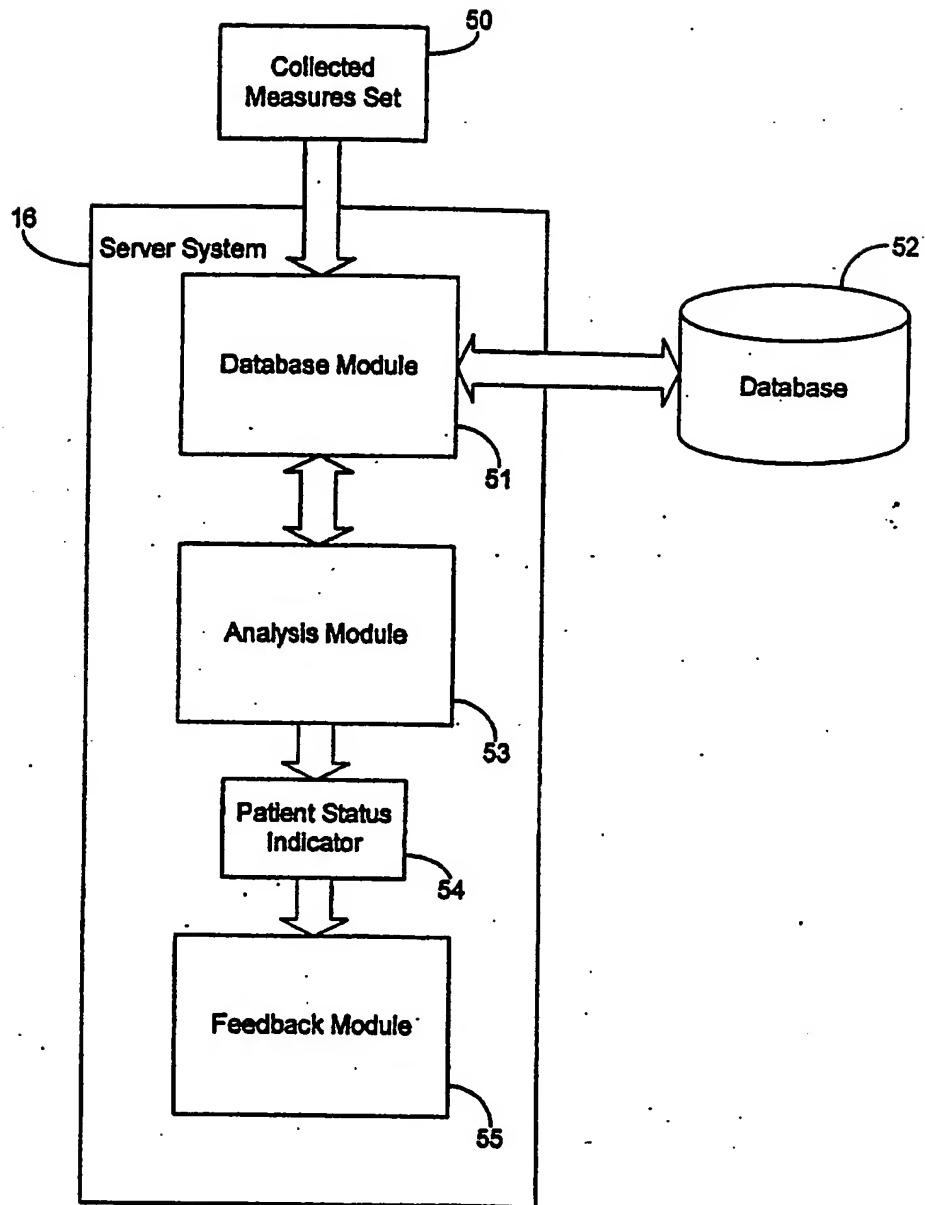 50
Collected
Measures Set
16
Server System
52
Database Module
Database
51
Analysis Module
53
Patient Status
Indicator
54
Feedback Module
55